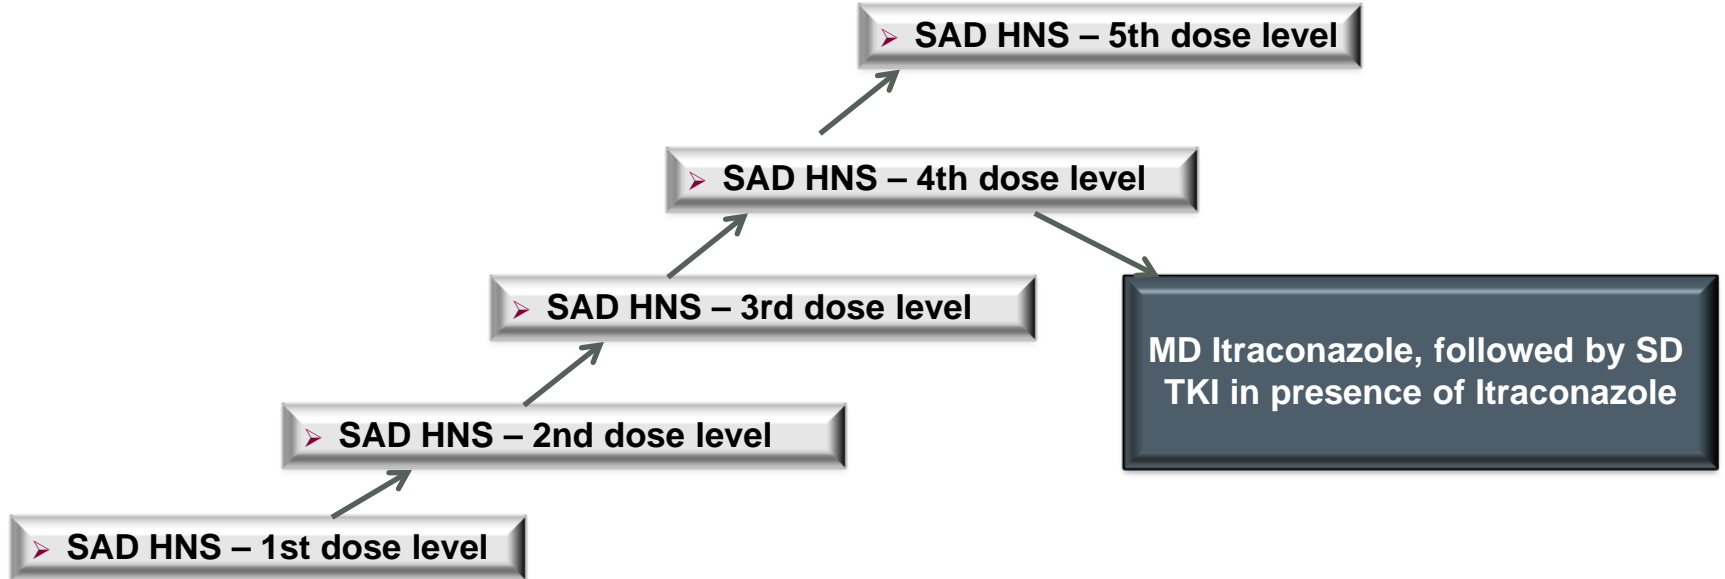 ➢ SAD HNS – 5th dose level
➢ SAD HNS – 4th dose level
➢ SAD HNS – 3rd dose level
MD Itraconazole, followed by SD
TKI in presence of Itraconazole
➢ SAD HNS – 2nd dose level
➢ SAD HNS – 1st dose level